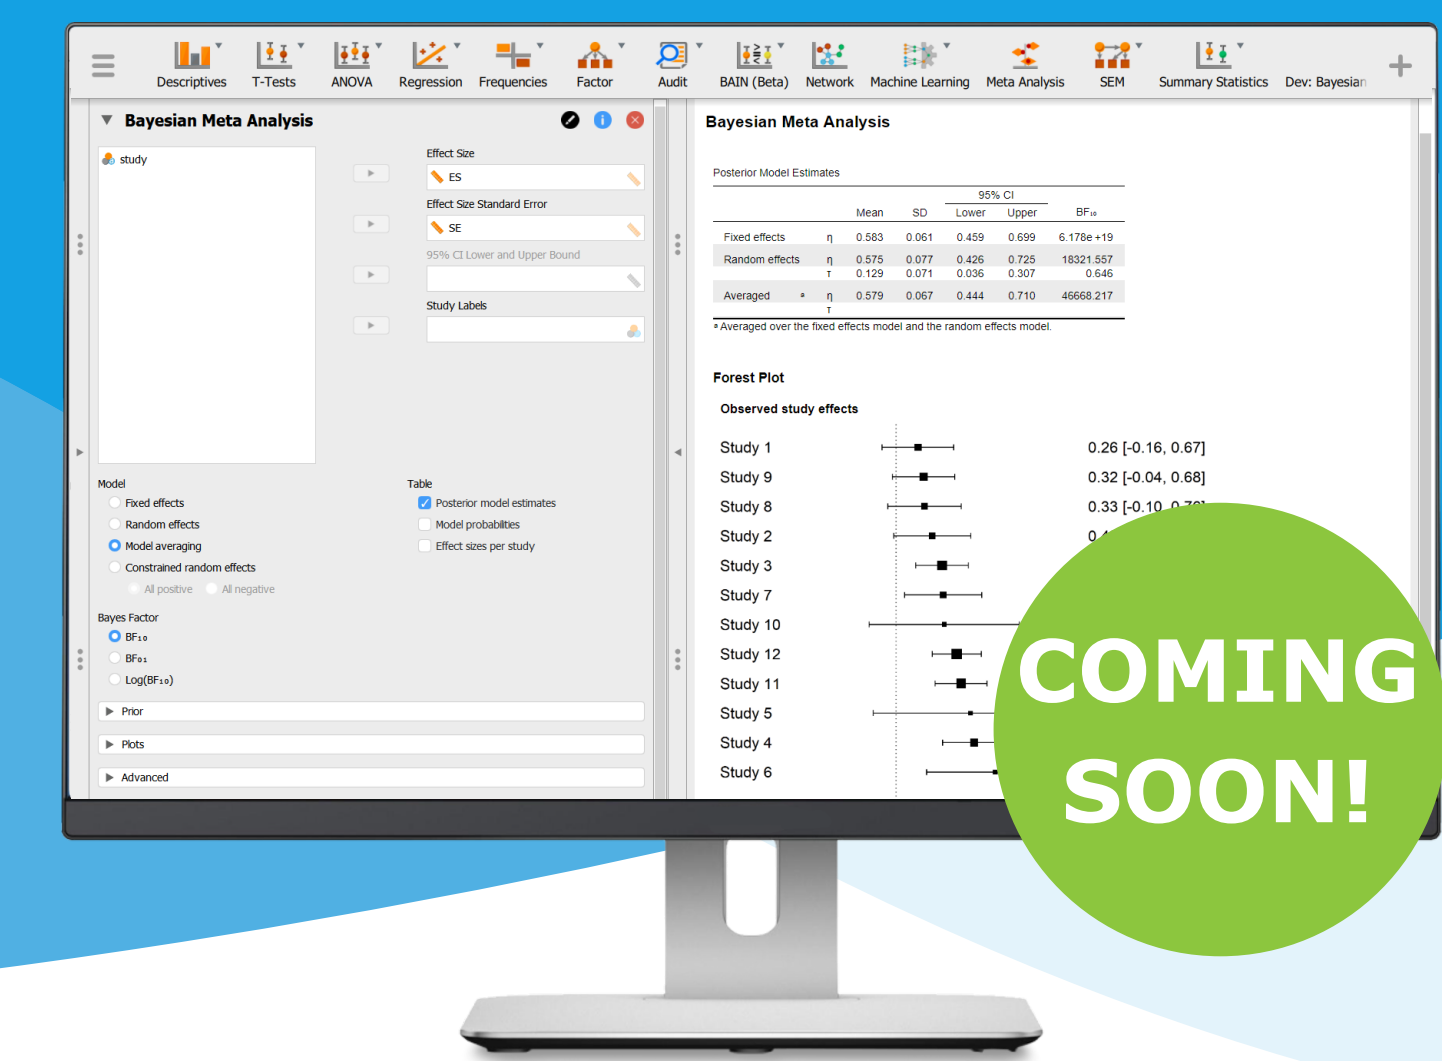 Descriptives T-Tests ANOVA Regression Frequencies Factor Audit BAIN (Beta) Network Machine Learning Meta Analysis SEM Summary Statistics Dev: Bayesian
Bayesian Meta Analysis
study
Effect Size
ES
Effect Size Standard Error
SE
95% CI Lower and Upper Bound
Study Labels
Model
Fixed effects
Random effects
Model averaging
Constrained random effects
All positive All negative
Table
Posterior model estimates
Model probabilities
Effect sizes per study
Bayes Factor
BF₁₀
BF₀₁
Log(BF₁₀)
Prior
Plots
Advanced
Bayesian Meta Analysis
Posterior Model Estimates
95% CI
Mean SD Lower Upper BF₁₀
Fixed effects η 0.583 0.061 0.459 0.699 6.178e +19
Random effects η 0.575 0.077 0.426 0.725 18321.557
τ 0.129 0.071 0.036 0.307 0.646
Averaged ᵃ η 0.579 0.067 0.444 0.710 46668.217
τ
ᵃ Averaged over the fixed effects model and the random effects model.
Forest Plot
Observed study effects
Study 1 0.26 [-0.16, 0.67]
Study 9 0.32 [-0.04, 0.68]
Study 8 0.33 [-0.10,
Study 2
Study 3
Study 7
Study 10
Study 12
Study 11
Study 5
Study 4
Study 6
COMING
SOON!